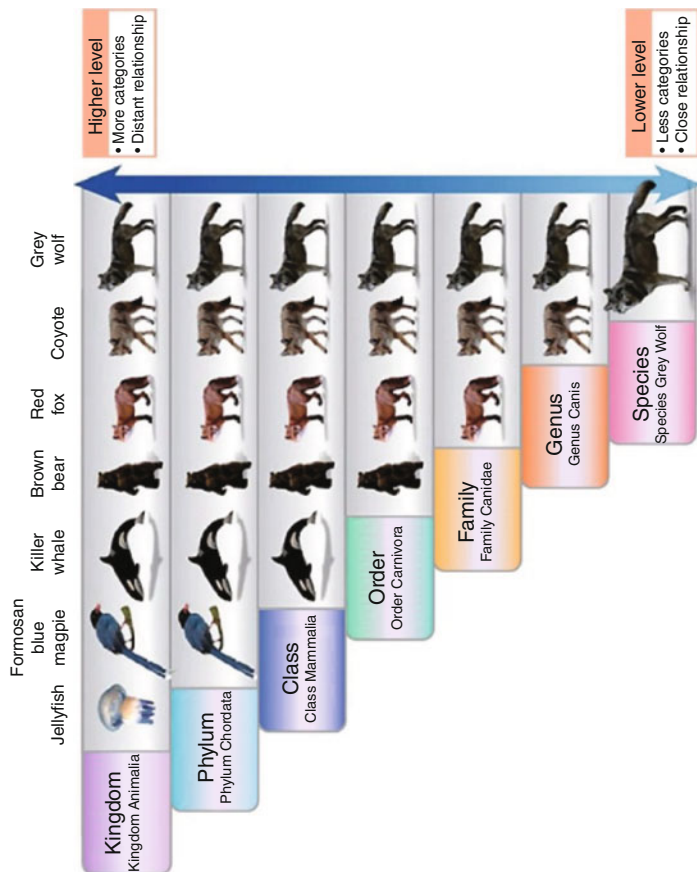 Jellyfish
Formosan
blue
magpie
Killer
whale
Brown
bear
Red
fox
Coyote
Grey
wolf
Higher level
• More categories
• Distant relationship
Kingdom
Kingdom Animalia
Phylum
Phylum Chordata
Class
Class Mammalia
Order
Order Carnivora
Family
Family Canidae
Genus
Genus Canis
Species
Species Grey Wolf
Lower level
• Less categories
• Close relationship